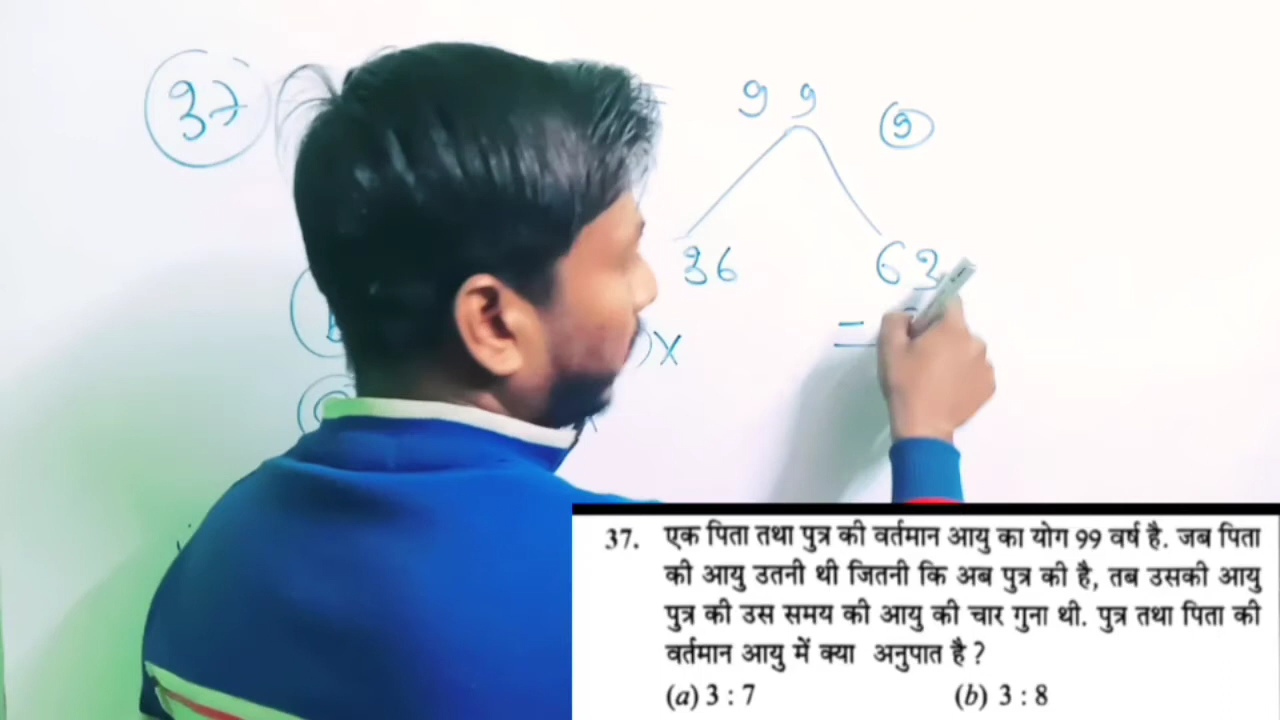 37
99 9
36 63
)X –
37. एक पिता तथा पुत्र की वर्तमान आयु का योग 99 वर्ष है. जब पिता
की आयु उतनी थी जितनी कि अब पुत्र की है, तब उसकी आयु
पुत्र की उस समय की आयु की चार गुना थी. पुत्र तथा पिता की
वर्तमान आयु में क्या अनुपात है ?
(a) 3 : 7 (b) 3 : 8